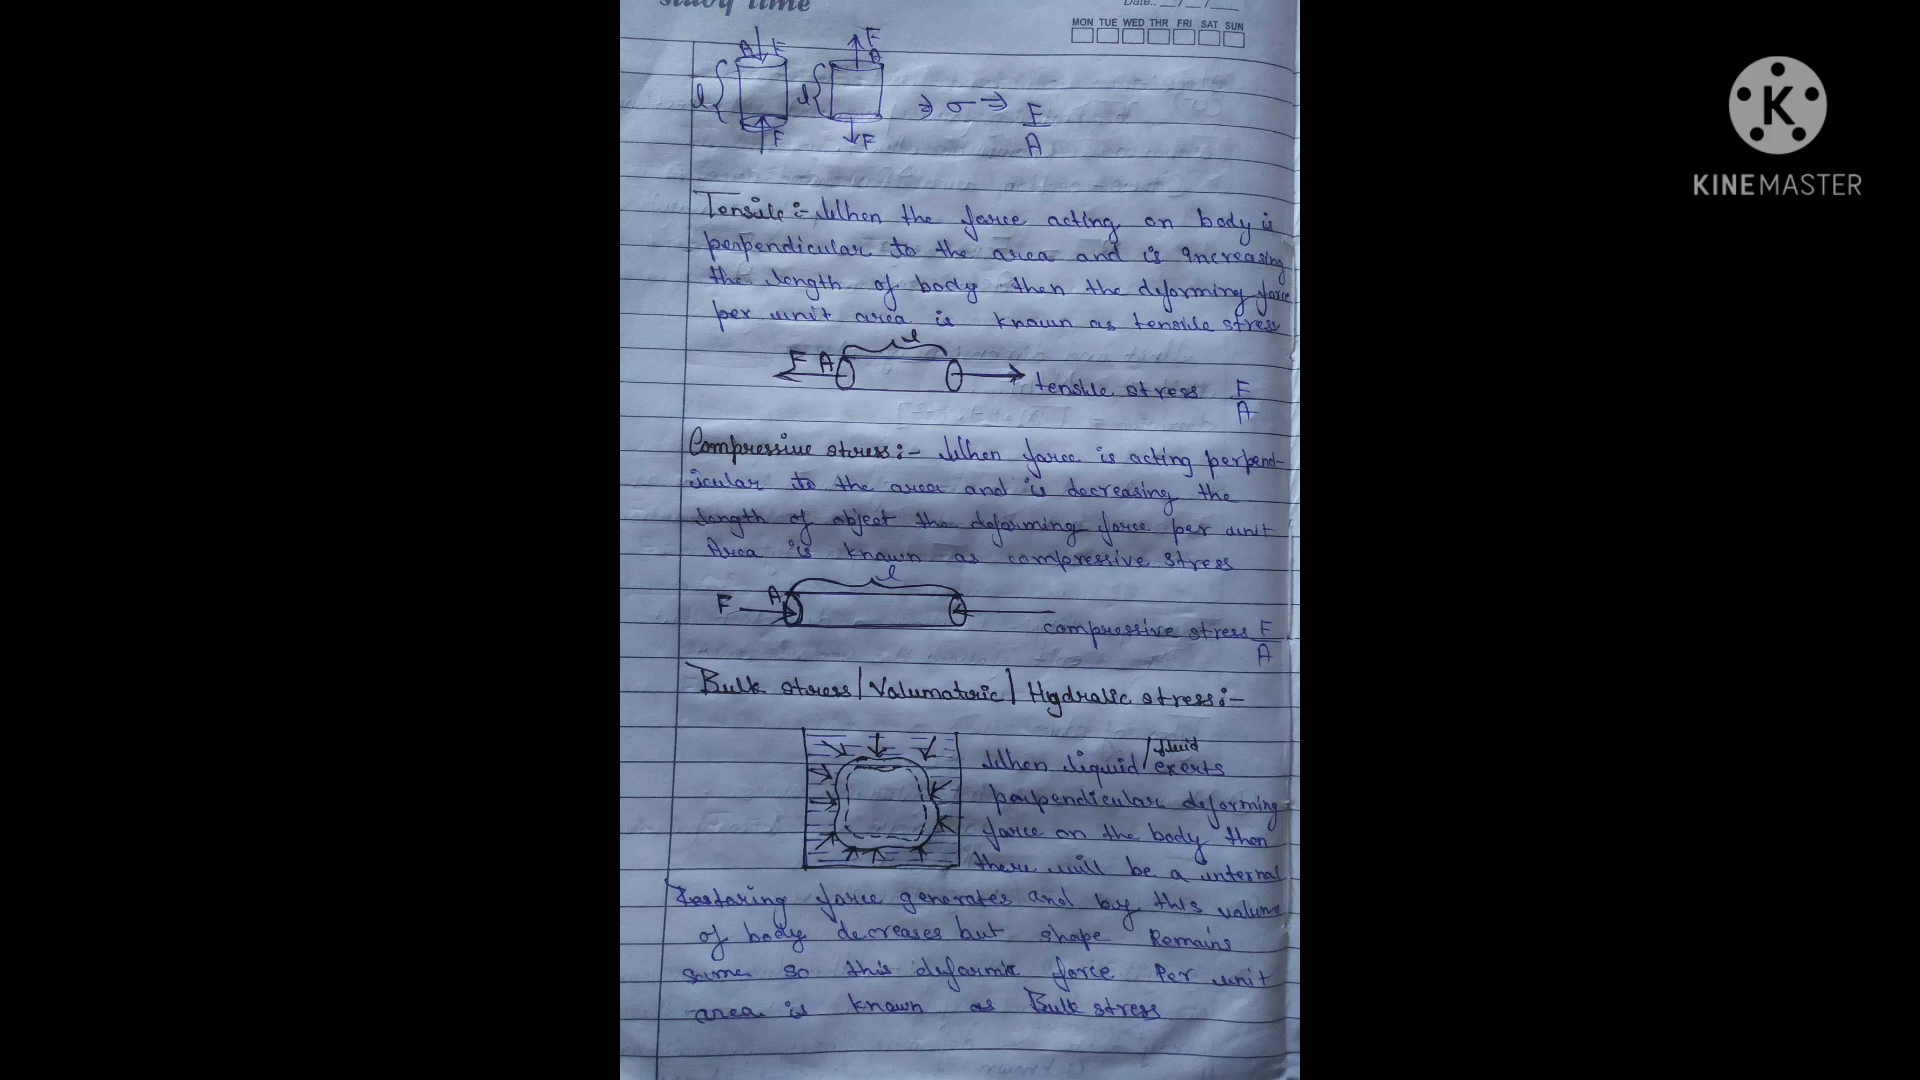 study time
Date.. __/__/__
MON TUE WED THR FRI SAT SUN
A F F A
l l ⇒ σ ⇒ F/A
F F
Tensile:- When the force acting on body is
perpendicular to the area and is increasing
the length of body then the deforming force
per unit area is known as tensile stress
l
F A
tensile stress F/A
Compressive stress:- When force is acting perpend-
icular to the area and is decreasing the
length of object the deforming force per unit
Area is known as compressive stress
l
F A
compressive stress F/A
Bulk stress/Valumatric/Hydralic stress:-
When liquid/fluid exerts
perpendicular deforming
force on the body then
there will be a internal
Restoring force generates and by this volume
of body decreases but shape Remains
same so this deformic force Per unit
area is known as Bulk stress
KINEMASTER